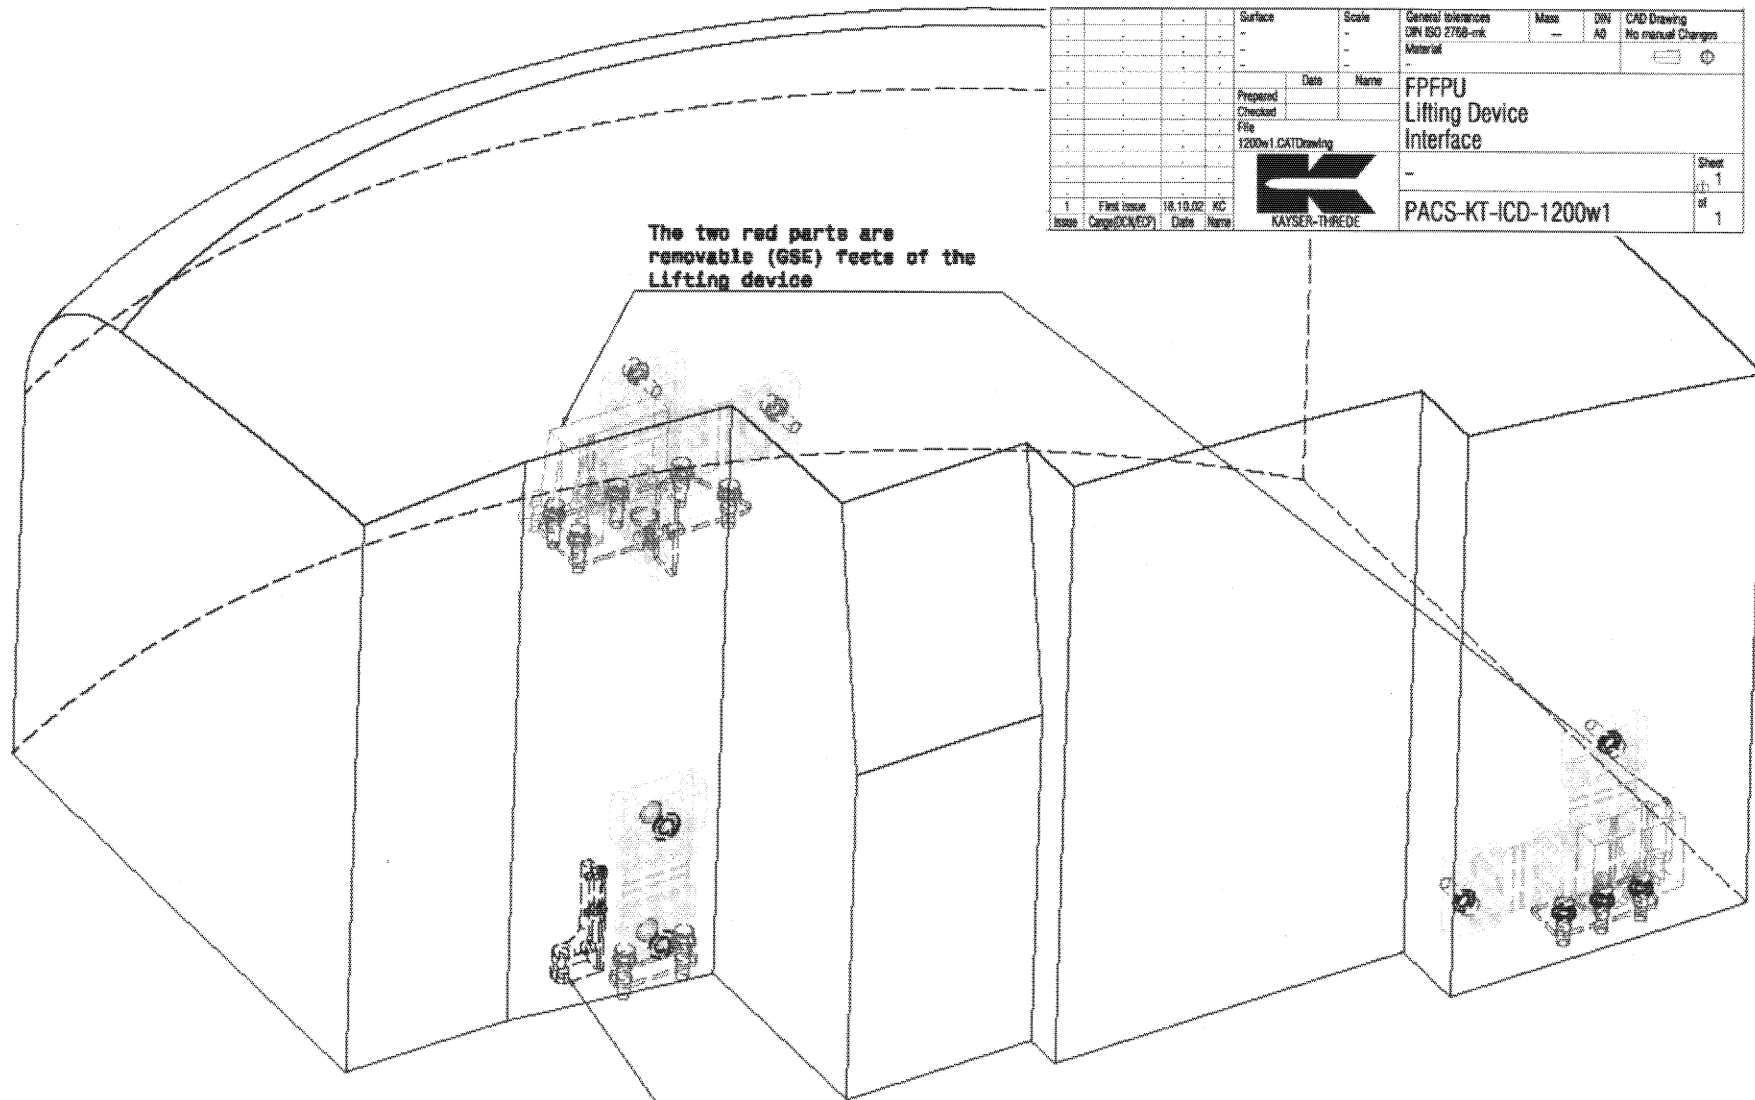 Surface
Scale
General tolerances
DIN ISO 2768-mk
Mass
DIN
A0
CAD Drawing
No manual Changes
Material
Date Name
Prepared
Checked
File
1200w1.CATDrawing
FPFPU
Lifting Device
Interface
Sheet
1
of
1
KAYSER-THREDE
PACS-KT-ICD-1200w1
1 First Issue 18.10.02 KC
Issue Date Name
The two red parts are
removable (GSE) feets of the
Lifting device